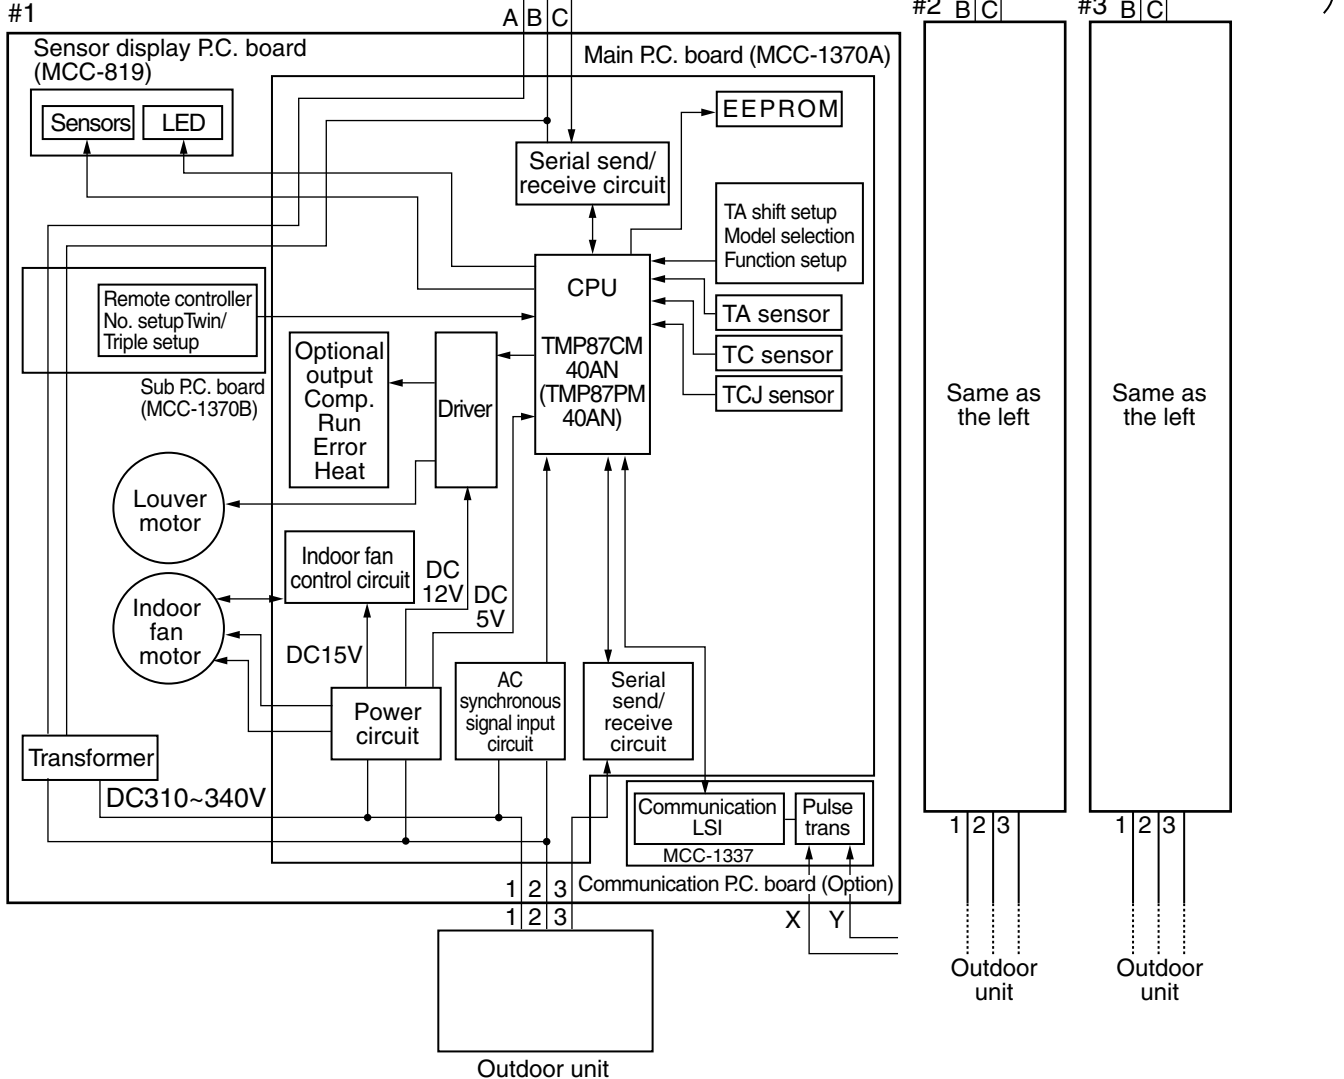 #1
A B C
#2 B C
#3 B C
Sensor display P.C. board
(MCC-819)
Main P.C. board (MCC-1370A)
Sensors
LED
EEPROM
Serial send/
receive circuit
TA shift setup
Model selection
Function setup
CPU
TMP87CM
40AN
(TMP87PM
40AN)
TA sensor
TC sensor
TCJ sensor
Remote controller
No. setupTwin/
Triple setup
Sub P.C. board
(MCC-1370B)
Optional
output
Comp.
Run
Error
Heat
Driver
Louver
motor
Indoor fan
control circuit
DC
12V
DC
5V
Indoor
fan
motor
DC15V
Power
circuit
AC
synchronous
signal input
circuit
Serial
send/
receive
circuit
Transformer
DC310~340V
Communication
LSI
Pulse
trans
MCC-1337
Communication P.C. board (Option)
1 2 3
1 2 3
X Y
Outdoor unit
Same as
the left
1 2 3
Outdoor
unit
Same as
the left
1 2 3
Outdoor
unit